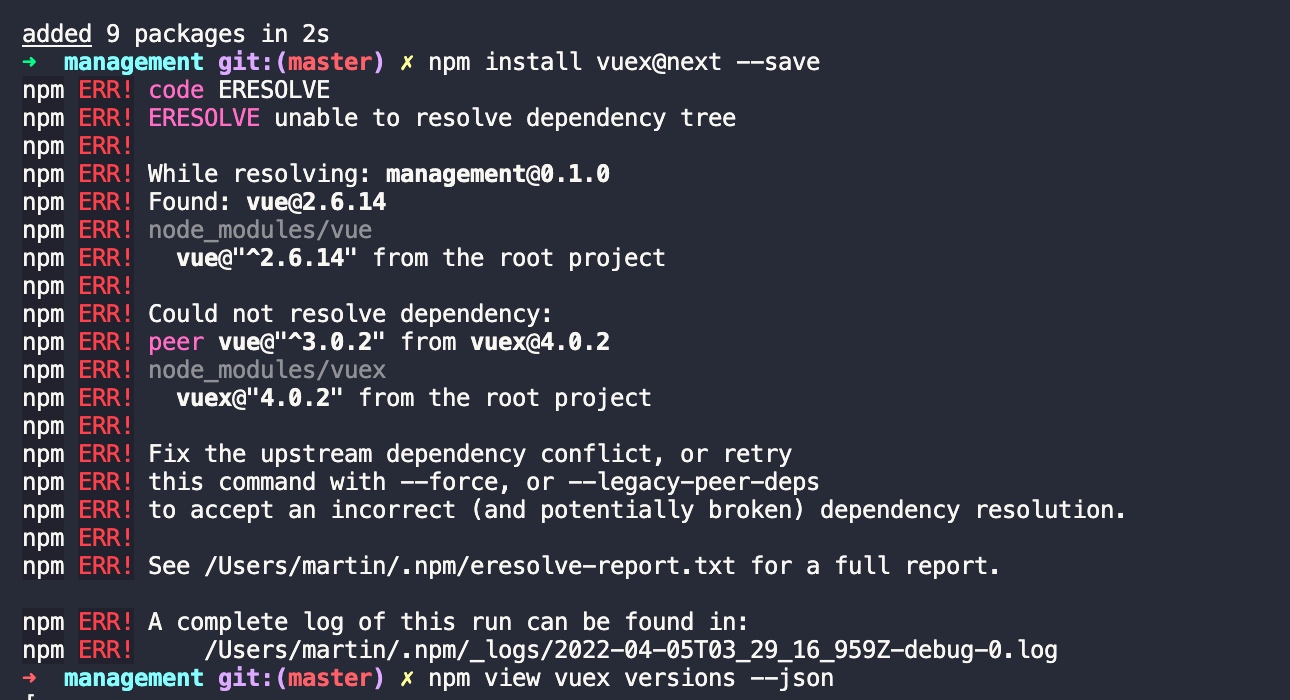 added 9 packages in 2s
➜  management git:(master) ✗ npm install vuex@next --save
npm ERR! code ERESOLVE
npm ERR! ERESOLVE unable to resolve dependency tree
npm ERR!
npm ERR! While resolving: management@0.1.0
npm ERR! Found: vue@2.6.14
npm ERR! node_modules/vue
npm ERR!   vue@"^2.6.14" from the root project
npm ERR!
npm ERR! Could not resolve dependency:
npm ERR! peer vue@"^3.0.2" from vuex@4.0.2
npm ERR! node_modules/vuex
npm ERR!   vuex@"4.0.2" from the root project
npm ERR!
npm ERR! Fix the upstream dependency conflict, or retry
npm ERR! this command with --force, or --legacy-peer-deps
npm ERR! to accept an incorrect (and potentially broken) dependency resolution.
npm ERR!
npm ERR! See /Users/martin/.npm/eresolve-report.txt for a full report.
npm ERR! A complete log of this run can be found in:
npm ERR!     /Users/martin/.npm/_logs/2022-04-05T03_29_16_959Z-debug-0.log
➜  management git:(master) ✗ npm view vuex versions --json